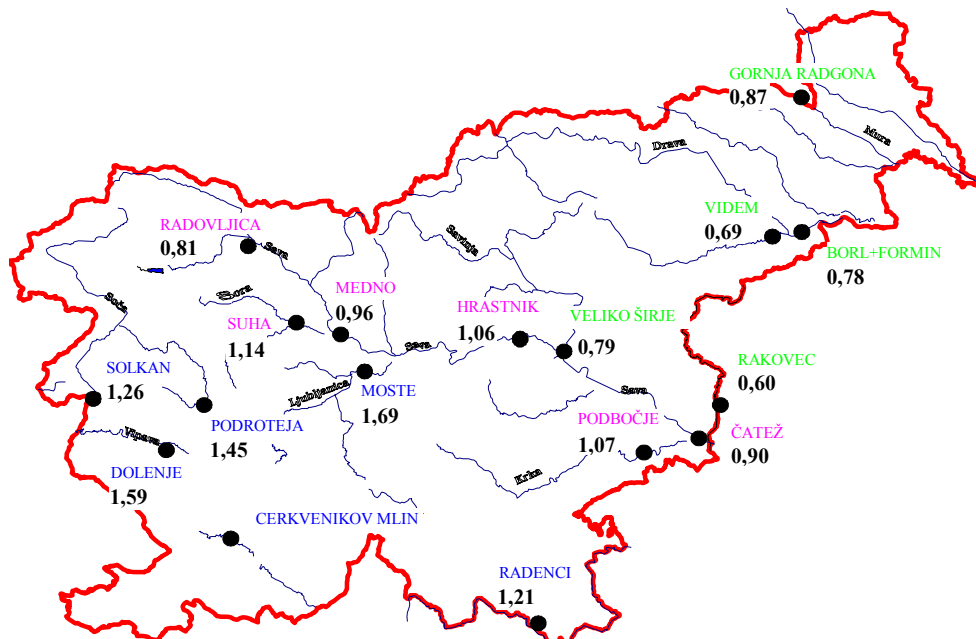 GORNJA RADGONA
0,87
Mura
Drava
VIDEM
0,69
BORL+FORMIN
0,78
RADOVLJICA
0,81
Sava
Savinja
Soča
Sora
MEDNO
0,96
SUHA
1,14
HRASTNIK
1,06
VELIKO ŠIRJE
0,79
Sava
SOLKAN
1,26
Ljubljanica
MOSTE
1,69
RAKOVEC
0,60
Sava
PODROTEJA
1,45
PODBOČJE
1,07
ČATEŽ
0,90
Vipava
DOLENJE
1,59
Krka
CERKVENIKOV MLIN
RADENCI
1,21